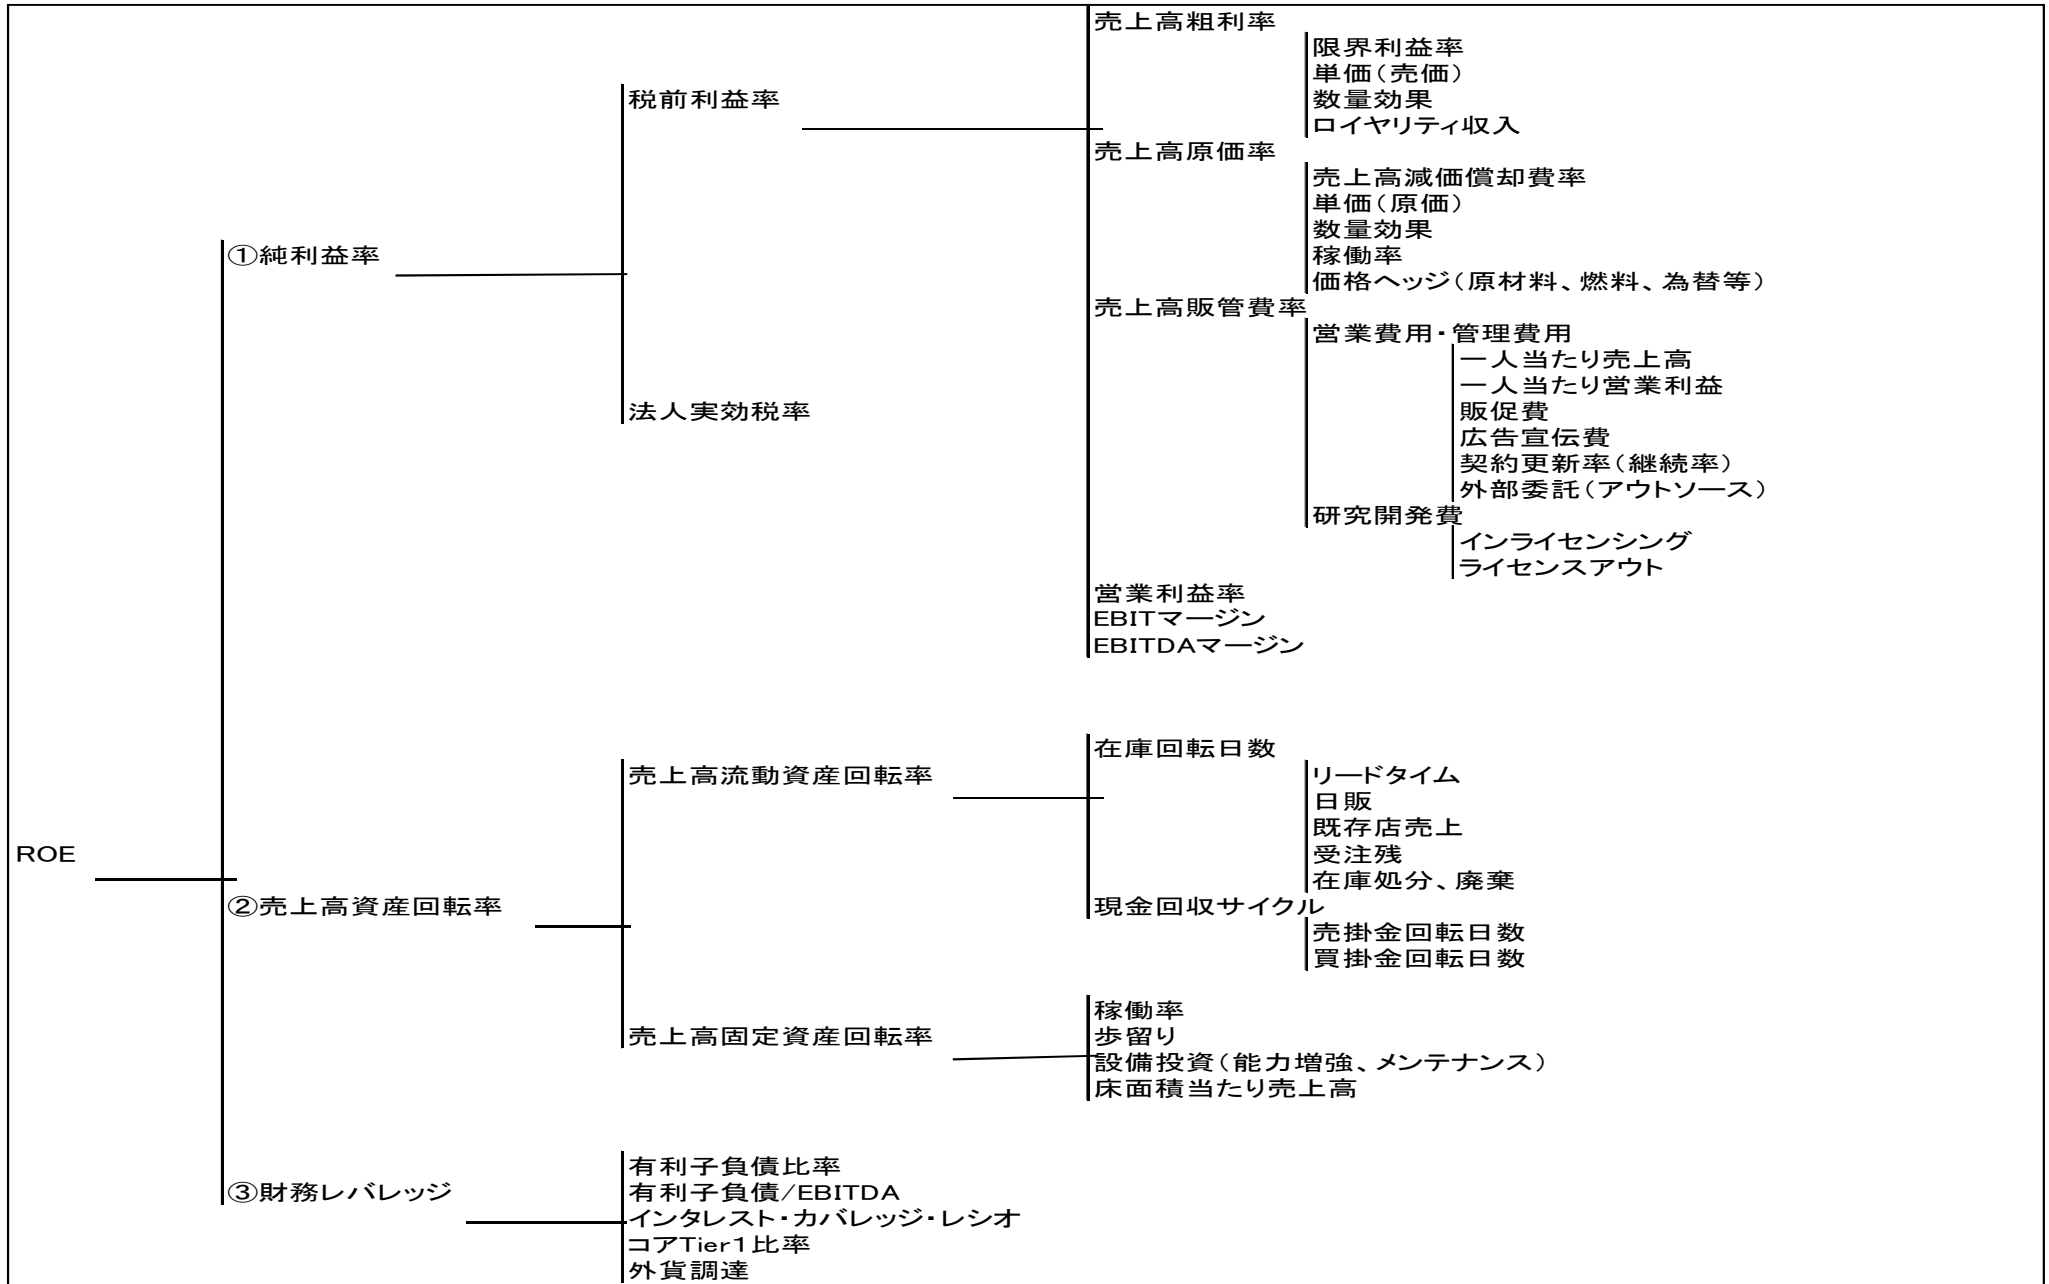 売上高粗利率
限界利益率
単価（売価）
税前利益率
数量効果
ロイヤリティ収入
売上高原価率
売上高減価償却費率
単価（原価）
数量効果
①純利益率
稼働率
価格ヘッジ（原材料、燃料、為替等）
売上高販管費率
営業費用・管理費用
一人当たり売上高
一人当たり営業利益
法人実効税率
販促費
広告宣伝費
契約更新率（継続率）
外部委託（アウトソース）
研究開発費
インライセンシング
ライセンスアウト
営業利益率
EBITマージン
EBITDAマージン
在庫回転日数
売上高流動資産回転率
リードタイム
日販
既存店売上
ROE
受注残
在庫処分、廃棄
②売上高資産回転率
現金回収サイクル
売掛金回転日数
買掛金回転日数
稼働率
売上高固定資産回転率
歩留り
設備投資（能力増強、メンテナンス）
床面積当たり売上高
有利子負債比率
③財務レバレッジ
有利子負債/EBITDA
インタレスト・カバレッジ・レシオ
コアTier1比率
外貨調達